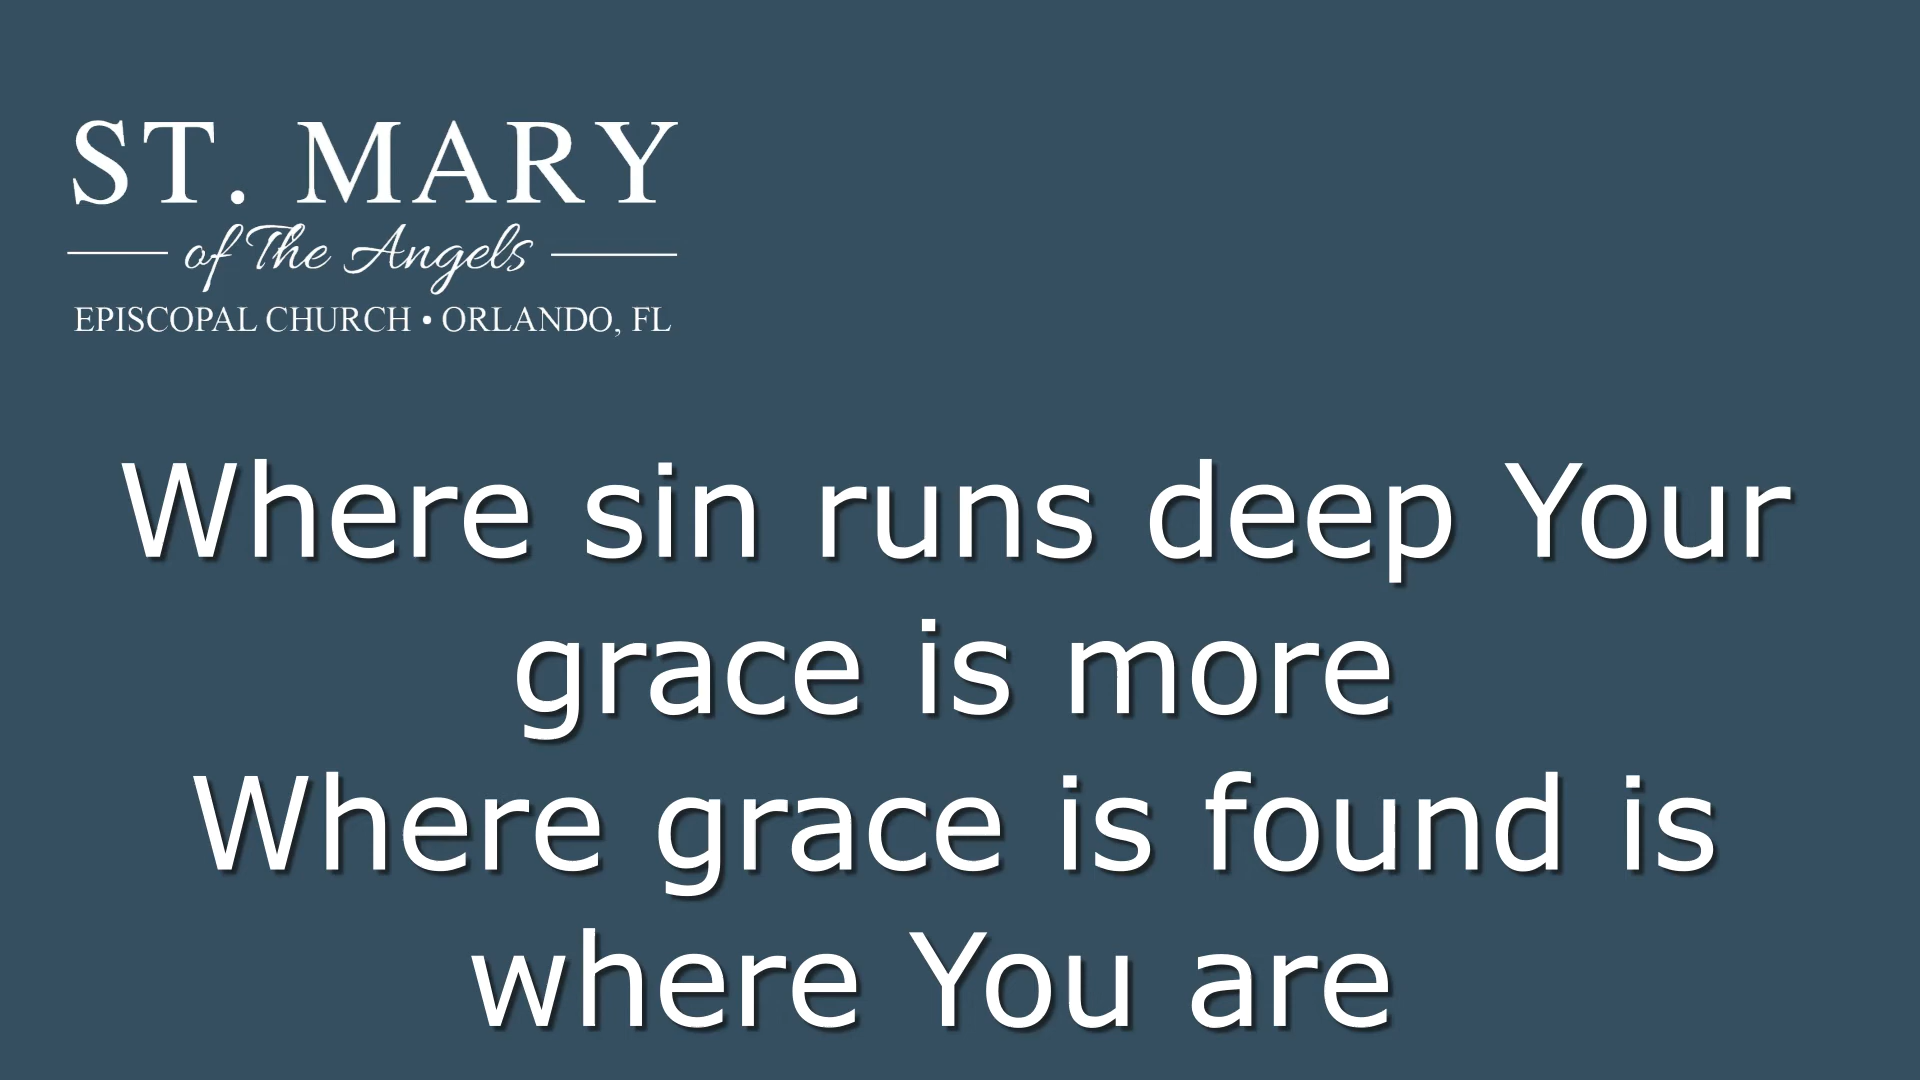 ST. MARY
of The Angels
EPISCOPAL CHURCH • ORLANDO, FL
Where sin runs deep Your
grace is more
Where grace is found is
where You are